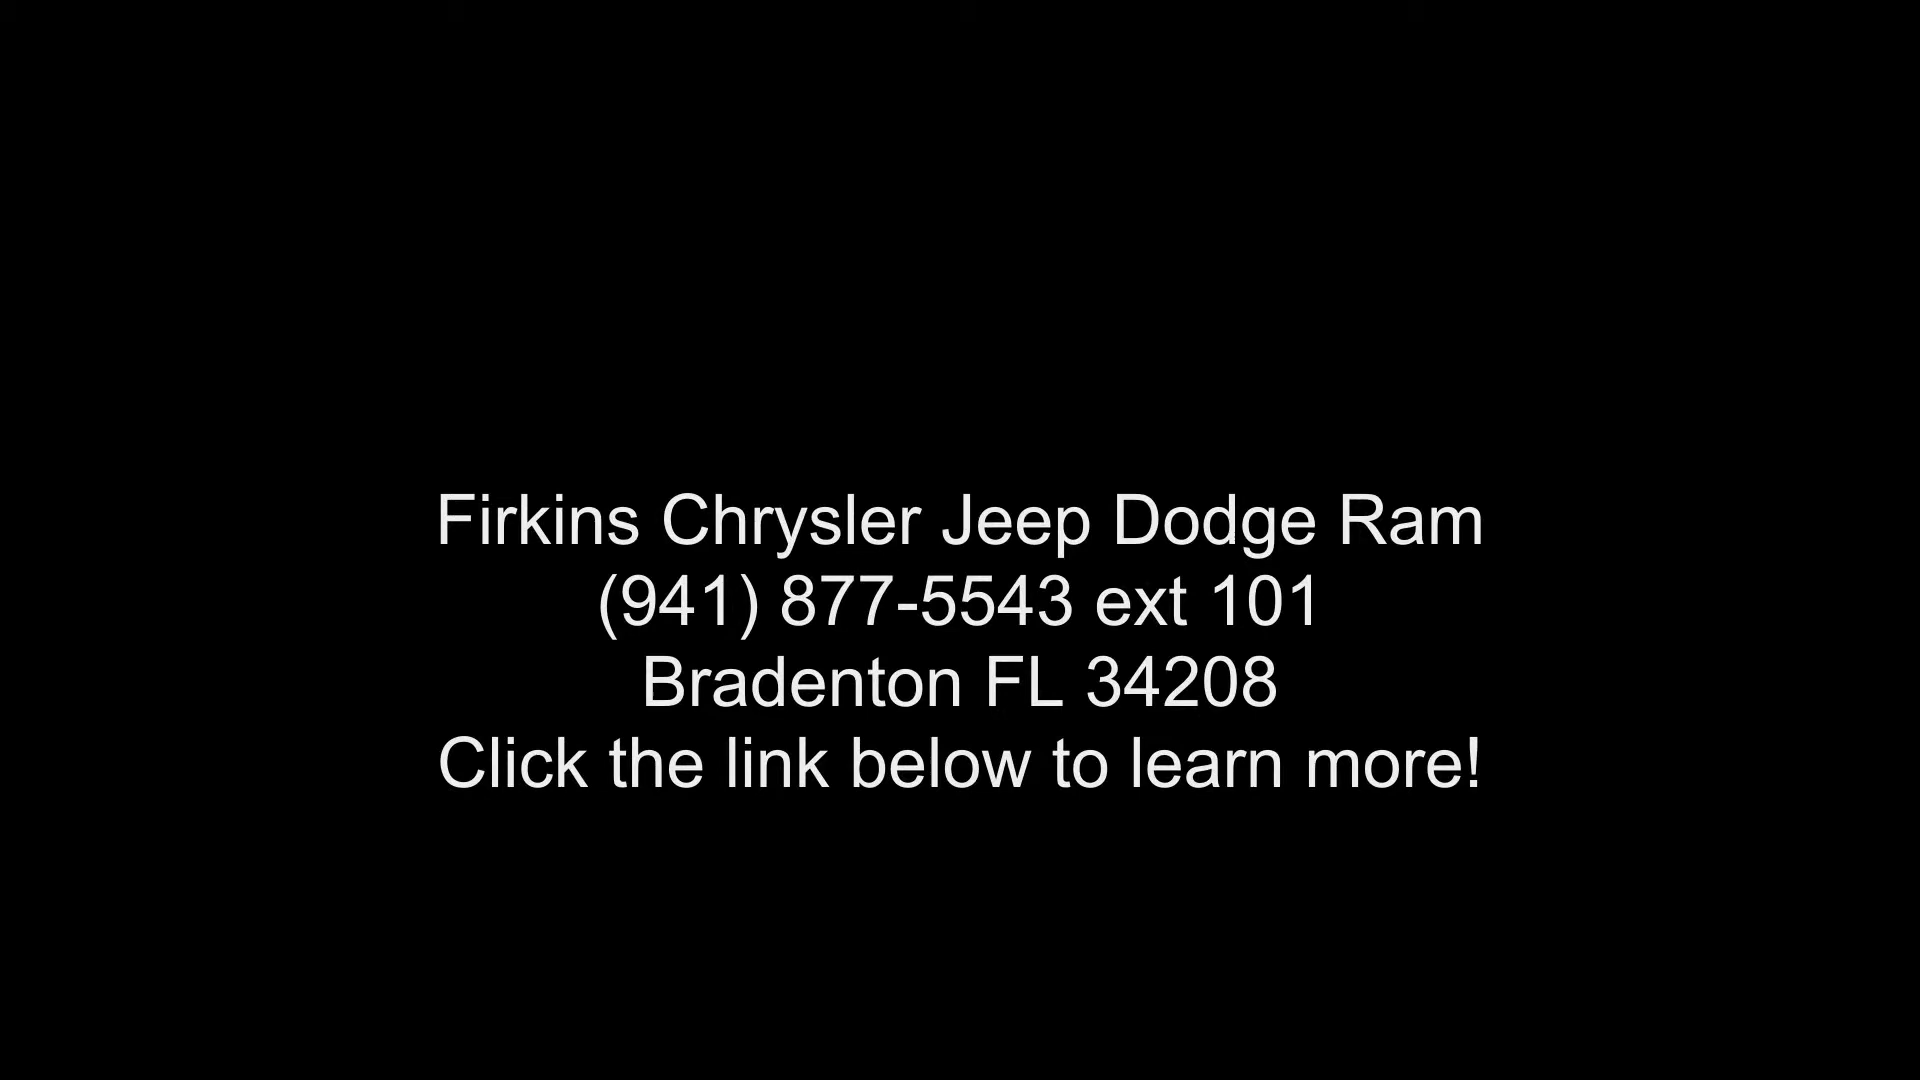 Firkins Chrysler Jeep Dodge Ram
(941) 877-5543 ext 101
Bradenton FL 34208
Click the link below to learn more!